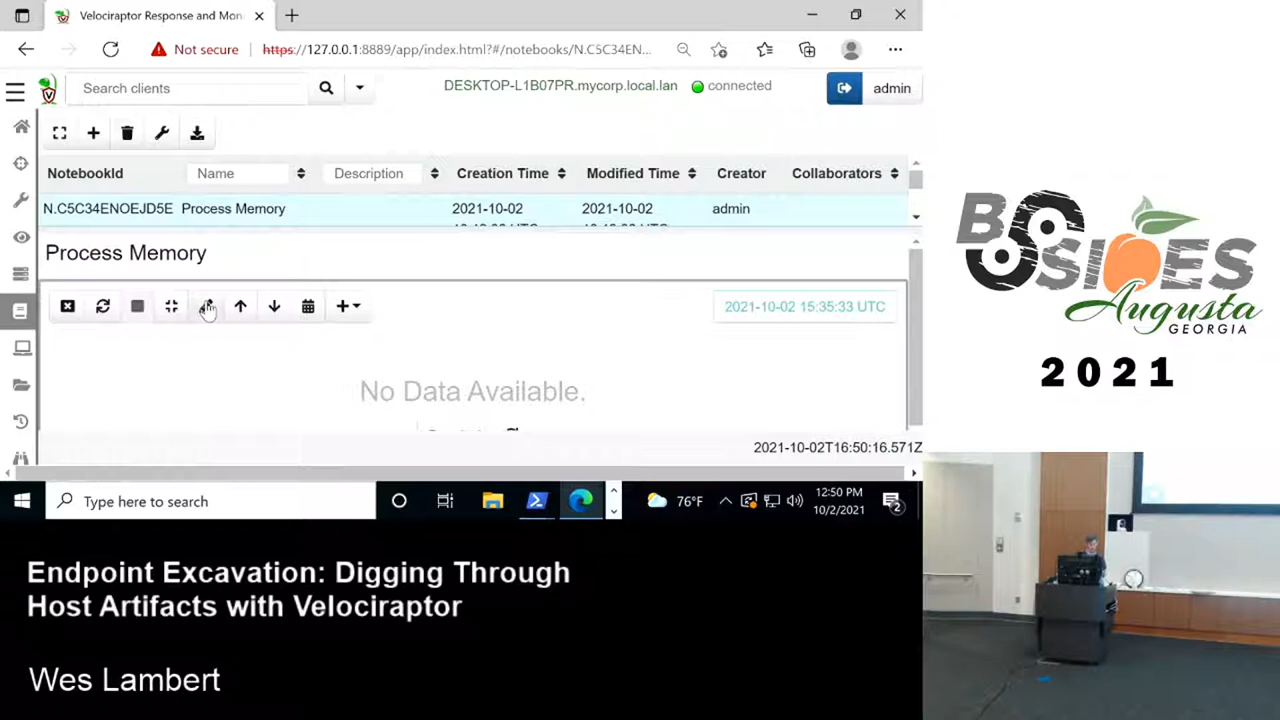 Velociraptor Response and Mon
Not secure
https://127.0.0.1:8889/app/index.html?#/notebooks/N.C5C34EN...
Search clients
DESKTOP-L1B07PR.mycorp.local.lan
connected
admin
NotebookId
Name
Description
Creation Time
Modified Time
Creator
Collaborators
N.C5C34ENOEJD5E
Process Memory
2021-10-02
2021-10-02
admin
Process Memory
2021-10-02 15:35:33 UTC
No Data Available.
2021-10-02T16:50:16.571Z
Type here to search
76°F
12:50 PM
10/2/2021
2
BSIDES
Augusta
GEORGIA
2021
Endpoint Excavation: Digging Through
Host Artifacts with Velociraptor
Wes Lambert